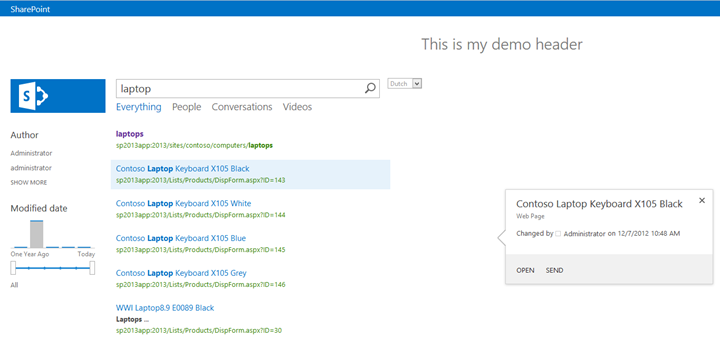 SharePoint
This is my demo header
S
laptop
Dutch
Everything People Conversations Videos
Author
Administrator
administrator
SHOW MORE
Modified date
One Year Ago Today
All
laptops
sp2013app:2013/sites/contoso/computers/laptops
Contoso Laptop Keyboard X105 Black
sp2013app:2013/Lists/Products/DispForm.aspx?ID=143
Contoso Laptop Keyboard X105 White
sp2013app:2013/Lists/Products/DispForm.aspx?ID=144
Contoso Laptop Keyboard X105 Blue
sp2013app:2013/Lists/Products/DispForm.aspx?ID=145
Contoso Laptop Keyboard X105 Grey
sp2013app:2013/Lists/Products/DispForm.aspx?ID=146
WWI Laptop8.9 E0089 Black
Laptops ...
sp2013app:2013/Lists/Products/DispForm.aspx?ID=30
Contoso Laptop Keyboard X105 Black
Web Page
Changed by Administrator on 12/7/2012 10:48 AM
OPEN SEND